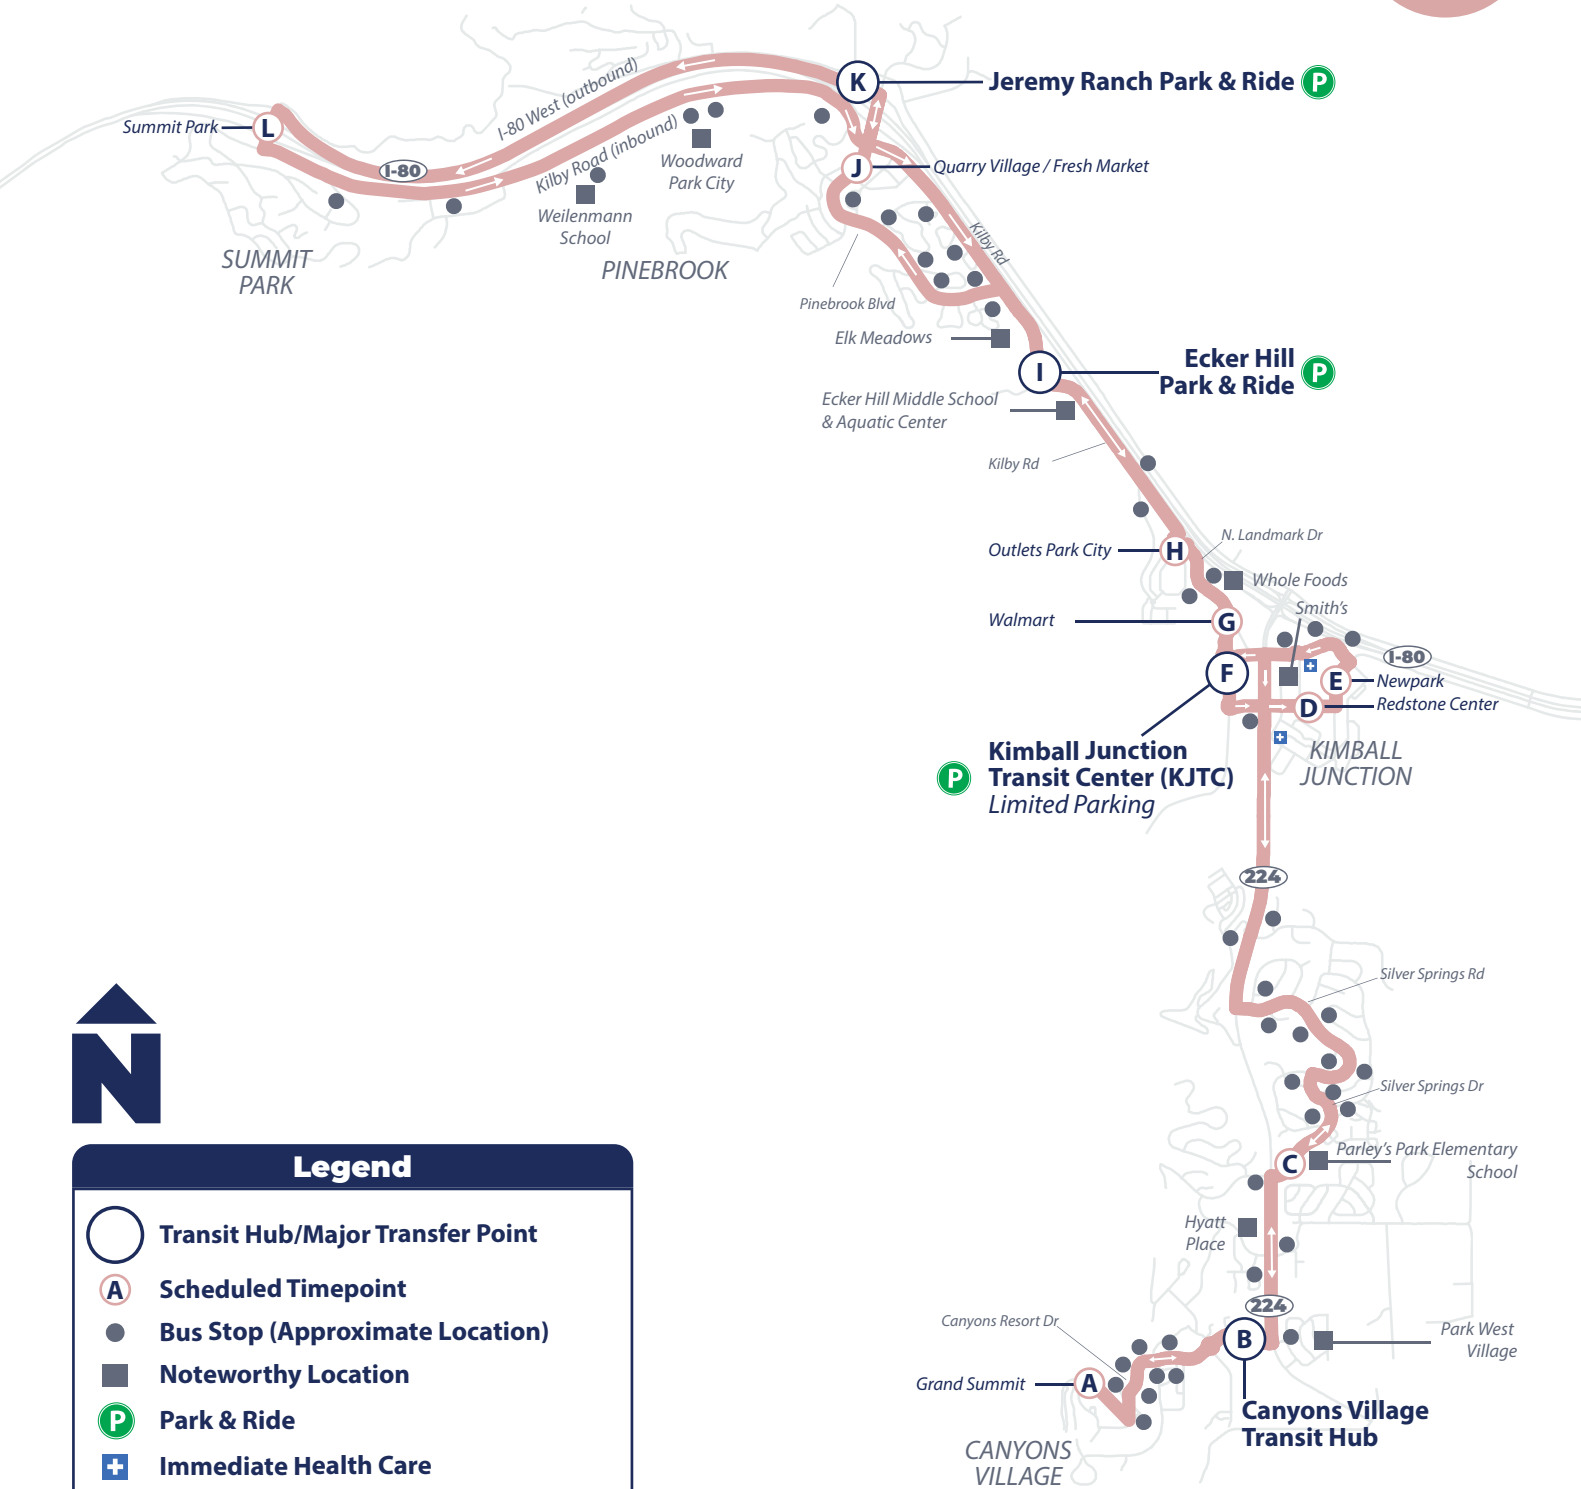 K
Jeremy Ranch Park & Ride P
I-80 West (outbound)
Summit Park
L
I-80
Kilby Road (inbound)
Woodward
Park City
J
Quarry Village / Fresh Market
Weilenmann
School
Kilby Rd
SUMMIT
PARK
PINEBROOK
Pinebrook Blvd
Elk Meadows
I
Ecker Hill
Park & Ride
P
Ecker Hill Middle School
& Aquatic Center
Kilby Rd
N. Landmark Dr
Outlets Park City
H
Whole Foods
Smith's
Walmart
G
I-80
F
E
Newpark
D
Redstone Center
Kimball Junction
Transit Center (KJTC)
Limited Parking
P
KIMBALL
JUNCTION
224
Silver Springs Rd
Silver Springs Dr
C
Parley's Park Elementary
School
Hyatt
Place
224
Canyons Resort Dr
B
Park West
Village
Grand Summit
A
Canyons Village
Transit Hub
CANYONS
VILLAGE
N
Legend
Transit Hub/Major Transfer Point
A Scheduled Timepoint
Bus Stop (Approximate Location)
Noteworthy Location
P Park & Ride
Immediate Health Care